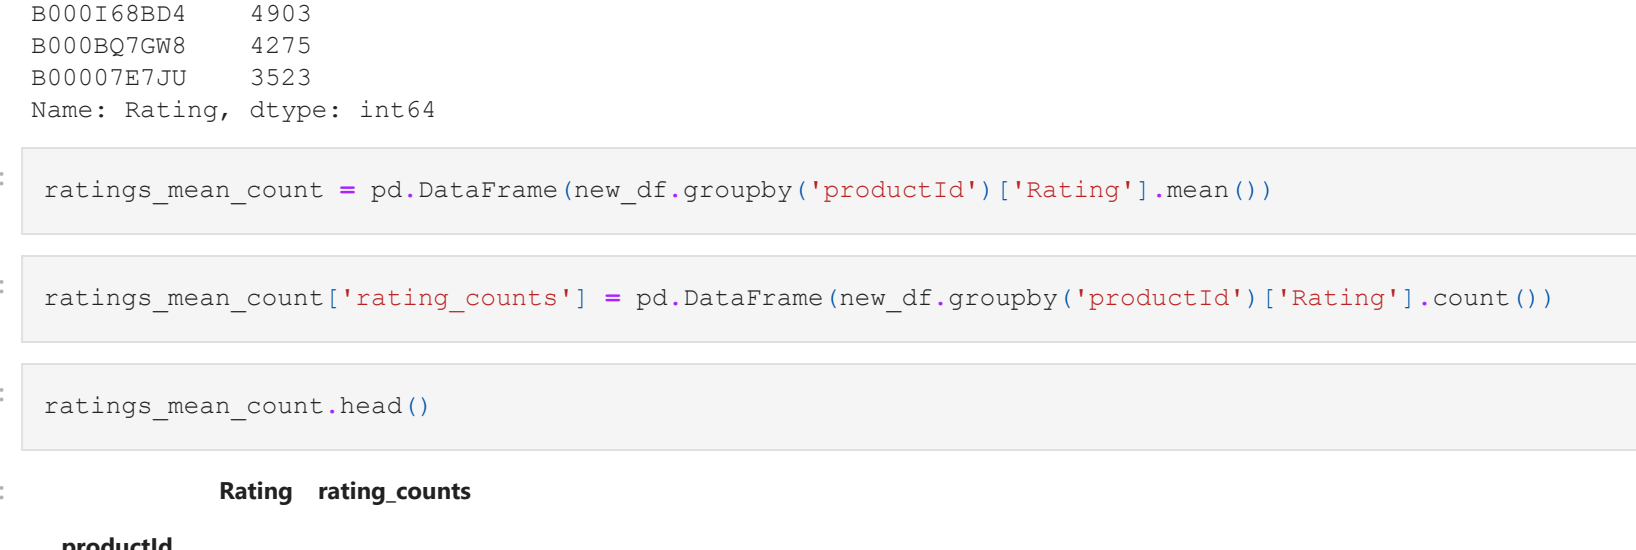 B000I68BD4    4903
B000BQ7GW8    4275
B00007E7JU    3523
Name: Rating, dtype: int64
:
ratings_mean_count = pd.DataFrame(new_df.groupby('productId')['Rating'].mean())
:
ratings_mean_count['rating_counts'] = pd.DataFrame(new_df.groupby('productId')['Rating'].count())
:
ratings_mean_count.head()
:
Rating rating_counts
productId